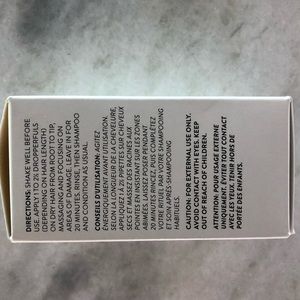 DIRECTIONS: SHAKE WELL BEFORE
USE. APPLY 1 TO 2½ DROPPERFULS
(DEPENDENT ON HAIR LENGTH)
ON DRY HAIR FROM ROOT TO TIP,
MASSAGING AND FOCUSING ON
AREAS OF DAMAGE. LEAVE IN FOR
20 MINUTES. RINSE, THEN SHAMPOO
AND CONDITION AS USUAL.
CONSEILS D'UTILISATION: AGITEZ
ÉNERGIQUEMENT AVANT UTILISATION.
SELON LA LONGUEUR DE LA CHEVELURE,
APPLIQUEZ 1 À 2½ PIPETTES SUR CHEVEUX
SECS ET MASSEZ DES RACINES AUX
POINTES EN INSISTANT SUR LES ZONES
ABÎMÉES. LAISSEZ AGIR PENDANT
20 MINUTES. RINCEZ, PUIS COMPLÉTEZ
VOTRE RITUEL PAR VOTRE SHAMPOOING
ET SOIN APRÈS-SHAMPOOING
HABITUELS.
CAUTION: FOR EXTERNAL USE ONLY.
AVOID CONTACT WITH EYES. KEEP
OUT OF REACH OF CHILDREN.
ATTENTION: POUR USAGE EXTERNE
UNIQUEMENT. ÉVITER TOUT CONTACT
AVEC LES YEUX. TENIR HORS DE
PORTÉE DES ENFANTS.